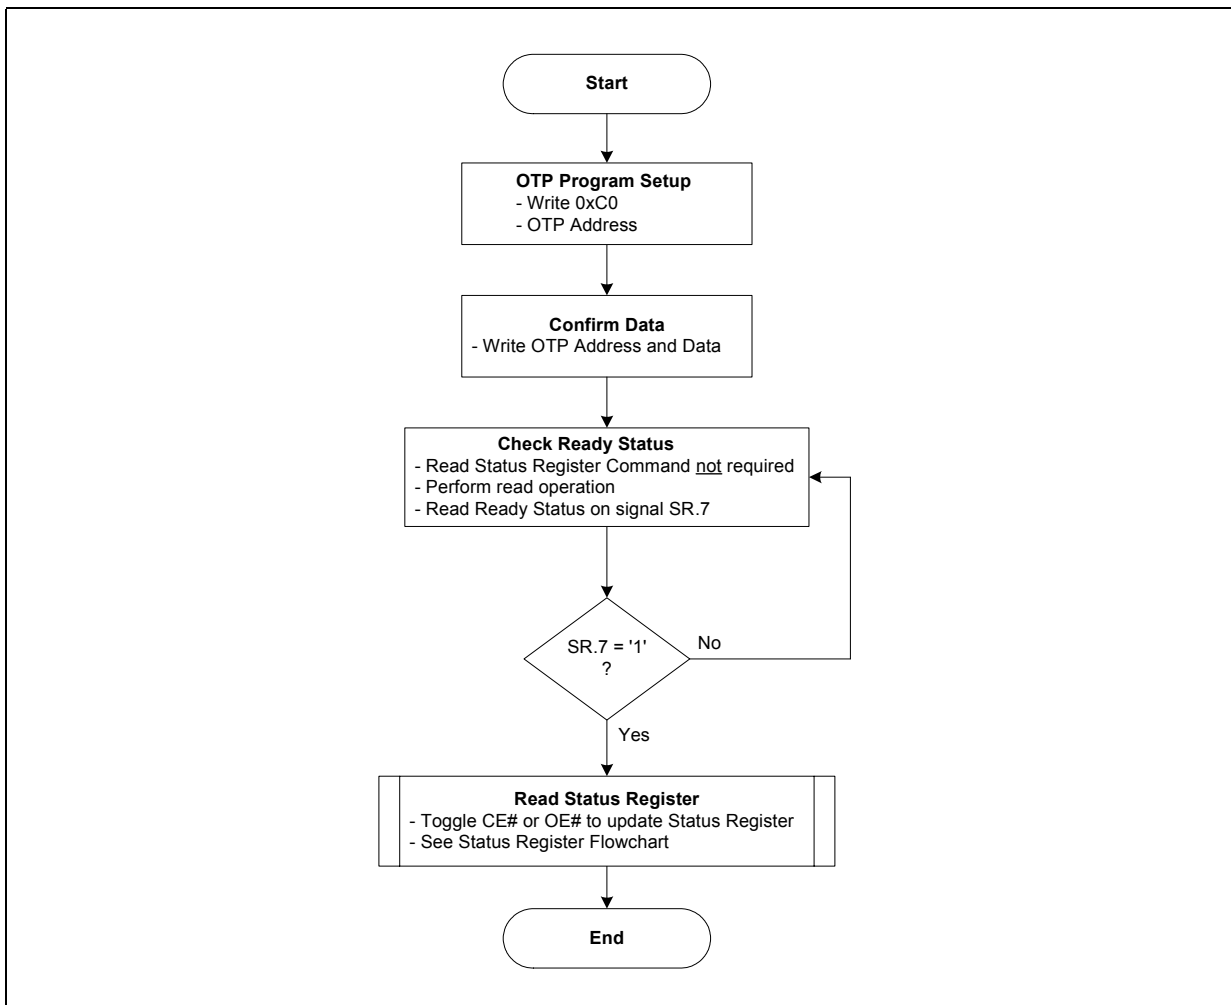 Start
OTP Program Setup
- Write 0xC0
- OTP Address
Confirm Data
- Write OTP Address and Data
Check Ready Status
- Read Status Register Command not required
- Perform read operation
- Read Ready Status on signal SR.7
SR.7 = '1'
?
No
Yes
Read Status Register
- Toggle CE# or OE# to update Status Register
- See Status Register Flowchart
End